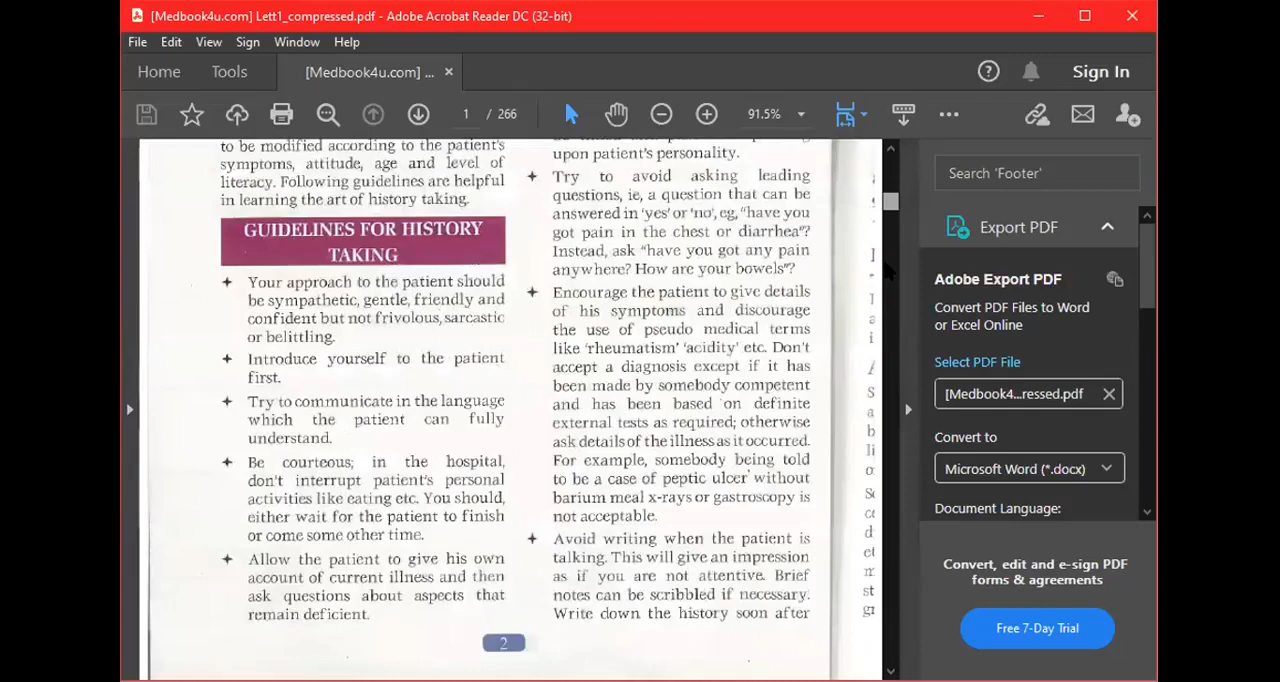 [Medbook4u.com] Lett1_compressed.pdf - Adobe Acrobat Reader DC (32-bit)
File Edit View Sign Window Help
Home Tools [Medbook4u.com] ... × Sign In
1 / 266 91.5%
to be modified according to the patient's
symptoms, attitude, age and level of
literacy. Following guidelines are helpful
in learning the art of history taking.
GUIDELINES FOR HISTORY
TAKING
Your approach to the patient should
be sympathetic, gentle, friendly and
confident but not frivolous, sarcastic
or belittling.
Introduce yourself to the patient
first.
Try to communicate in the language
which the patient can fully
understand.
Be courteous; in the hospital,
don't interrupt patient's personal
activities like eating etc. You should,
either wait for the patient to finish
or come some other time.
Allow the patient to give his own
account of current illness and then
ask questions about aspects that
remain deficient.
upon patient's personality.
Try to avoid asking leading
questions, ie, a question that can be
answered in 'yes' or 'no', eg, "have you
got pain in the chest or diarrhea"?
Instead, ask "have you got any pain
anywhere? How are your bowels"?
Encourage the patient to give details
of his symptoms and discourage
the use of pseudo medical terms
like 'rheumatism' 'acidity' etc. Don't
accept a diagnosis except if it has
been made by somebody competent
and has been based on definite
external tests as required; otherwise
ask details of the illness as it occurred.
For example, somebody being told
to be a case of peptic ulcer without
barium meal x-rays or gastroscopy is
not acceptable.
Avoid writing when the patient is
talking. This will give an impression
as if you are not attentive. Brief
notes can be scribbled if necessary.
Write down the history soon after
2
Search 'Footer'
Export PDF
Adobe Export PDF
Convert PDF Files to Word
or Excel Online
Select PDF File
[Medbook4...ressed.pdf
Convert to
Microsoft Word (*.docx)
Document Language:
Convert, edit and e-sign PDF
forms & agreements
Free 7-Day Trial